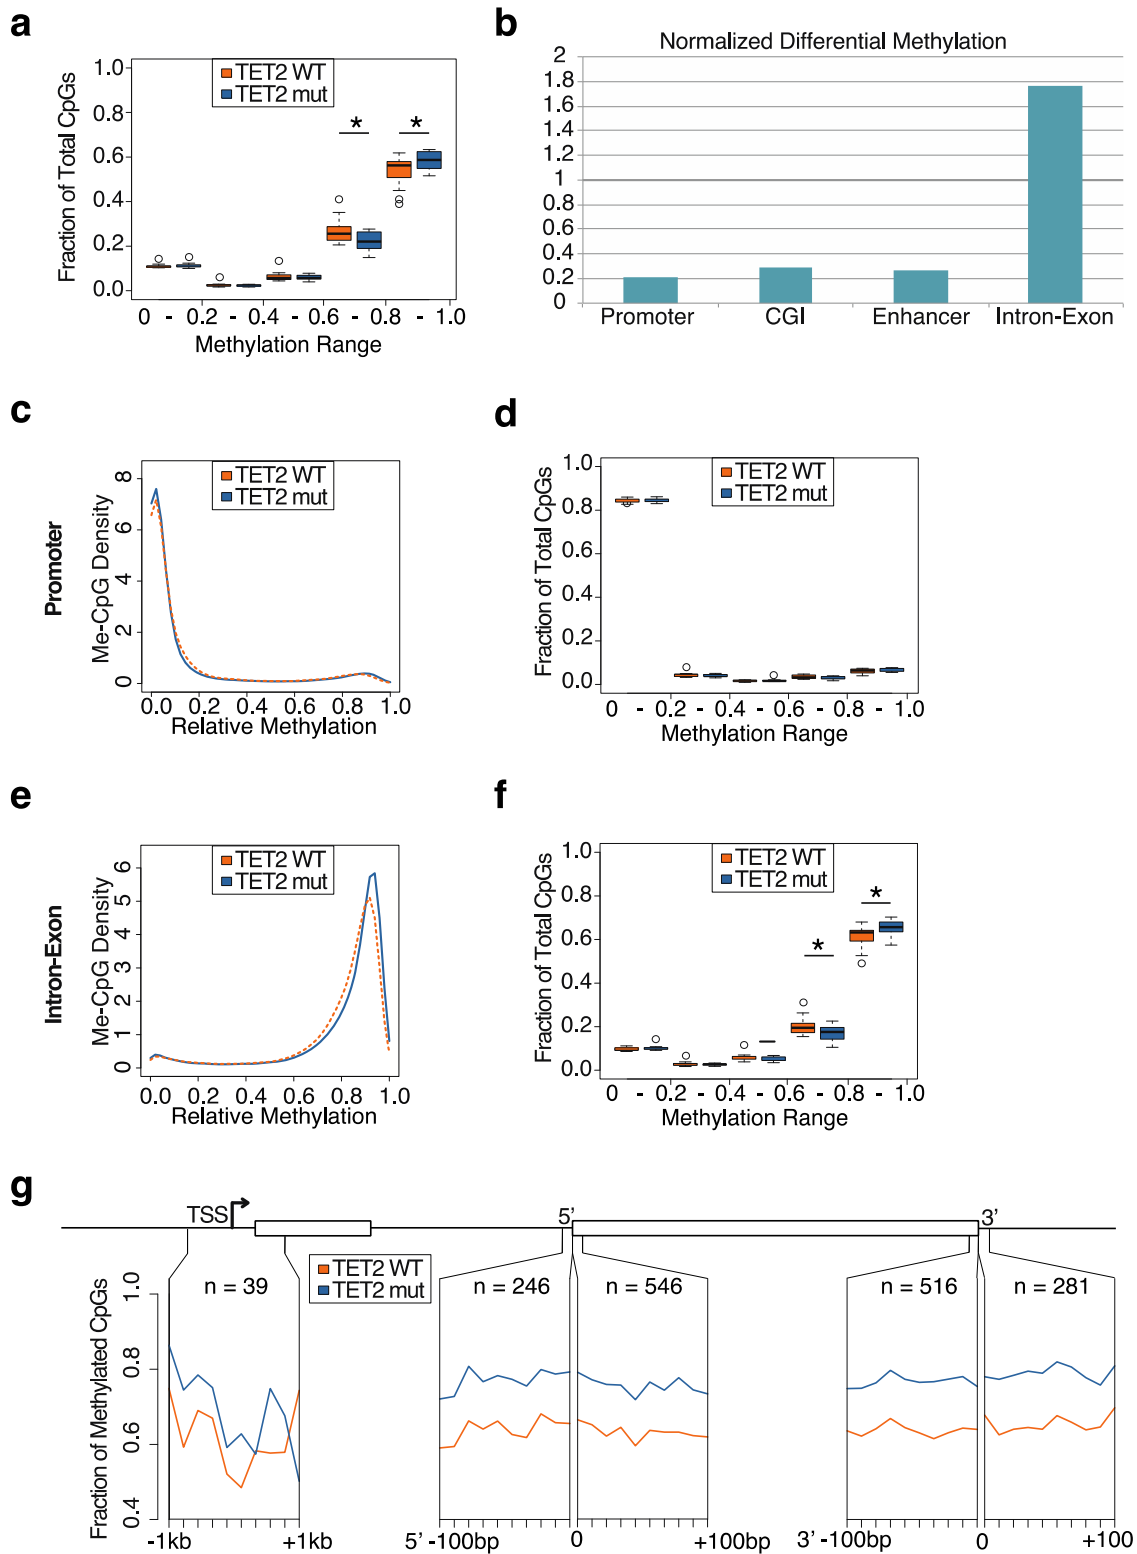 a
TET2 WT
TET2 mut
Fraction of Total CpGs
1.0
0.8
0.6
0.4
0.2
0.0
* *
0 - 0.2 - 0.4 - 0.6 - 0.8 - 1.0
Methylation Range
b
Normalized Differential Methylation
2
1.8
1.6
1.4
1.2
1
0.8
0.6
0.4
0.2
0
Promoter CGI Enhancer Intron-Exon
c
Promoter
TET2 WT
TET2 mut
Me-CpG Density
8
6
4
2
0
0.0 0.2 0.4 0.6 0.8 1.0
Relative Methylation
d
TET2 WT
TET2 mut
Fraction of Total CpGs
1.0
0.8
0.6
0.4
0.2
0.0
0 - 0.2 - 0.4 - 0.6 - 0.8 - 1.0
Methylation Range
e
Intron-Exon
TET2 WT
TET2 mut
Me-CpG Density
6
5
4
3
2
1
0
0.0 0.2 0.4 0.6 0.8 1.0
Relative Methylation
f
TET2 WT
TET2 mut
Fraction of Total CpGs
1.0
0.8
0.6
0.4
0.2
0.0
* *
0 - 0.2 - 0.4 - 0.6 - 0.8 - 1.0
Methylation Range
g
TSS 5’ 3’
TET2 WT
TET2 mut
n = 39 n = 246 n = 546 n = 516 n = 281
Fraction of Methylated CpGs
1.0
0.8
0.6
0.4
-1kb +1kb 5’ -100bp 0 +100bp 3’ -100bp 0 +100